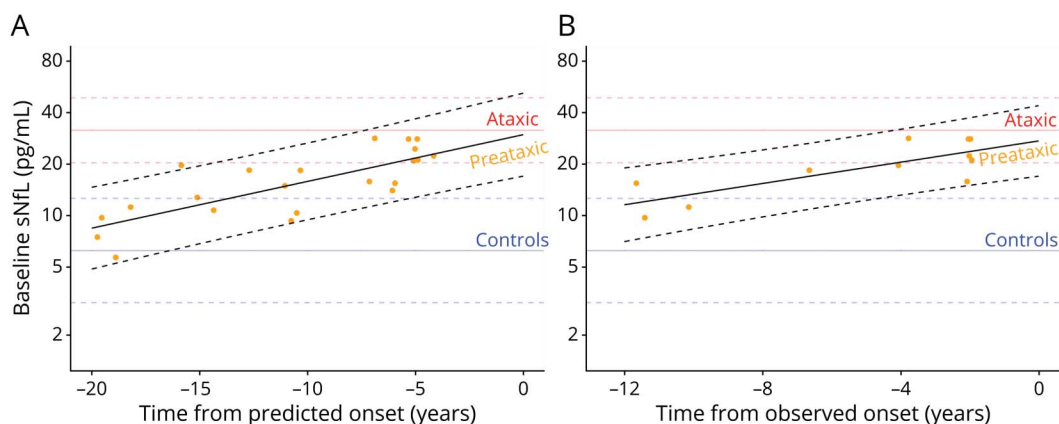 A
B
Baseline sNfL (pg/mL)
80
40
20
10
5
2
Ataxic
Preataxic
Controls
−20
−15
−10
−5
0
Time from predicted onset (years)
80
40
20
10
5
2
Ataxic
Preataxic
Controls
−12
−8
−4
0
Time from observed onset (years)